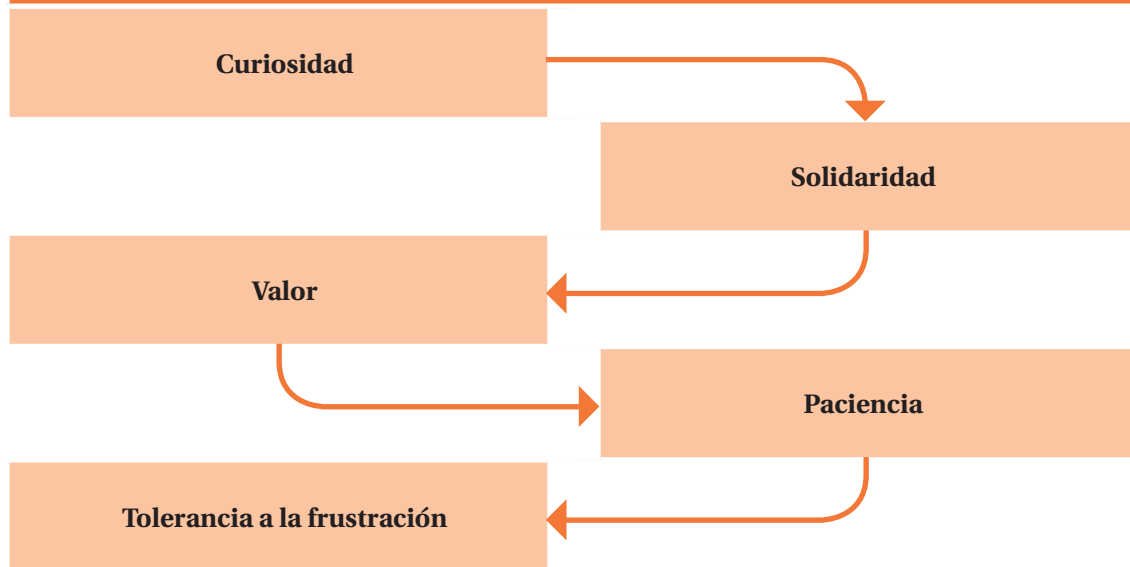 Curiosidad
Solidaridad
Valor
Paciencia
Tolerancia a la frustración